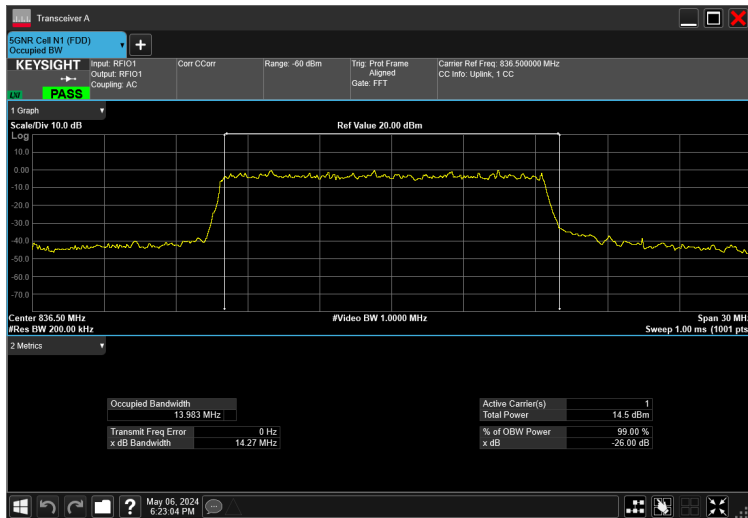 Transceiver A
5GNR Cell N1 (FDD)
Occupied BW
+
KEYSIGHT
LXI
PASS
Input: RFIO1
Output: RFIO1
Coupling: AC
Corr CCorr
Range: -60 dBm
Trig: Prot Frame
Aligned
Gate: FFT
Carrier Ref Freq: 836.500000 MHz
CC Info: Uplink, 1 CC
1 Graph
Scale/Div 10.0 dB
Ref Value 20.00 dBm
Log
10.0
0.00
-10.0
-20.0
-30.0
-40.0
-50.0
-60.0
-70.0
Center 836.50 MHz
#Video BW 1.0000 MHz
Span 30 MHz
#Res BW 200.00 kHz
Sweep 1.00 ms (1001 pts
2 Metrics
Occupied Bandwidth
13.983 MHz
Transmit Freq Error 0 Hz
x dB Bandwidth 14.27 MHz
Active Carrier(s) 1
Total Power 14.5 dBm
% of OBW Power 99.00 %
x dB -26.00 dB
?
May 06, 2024
6:23:04 PM